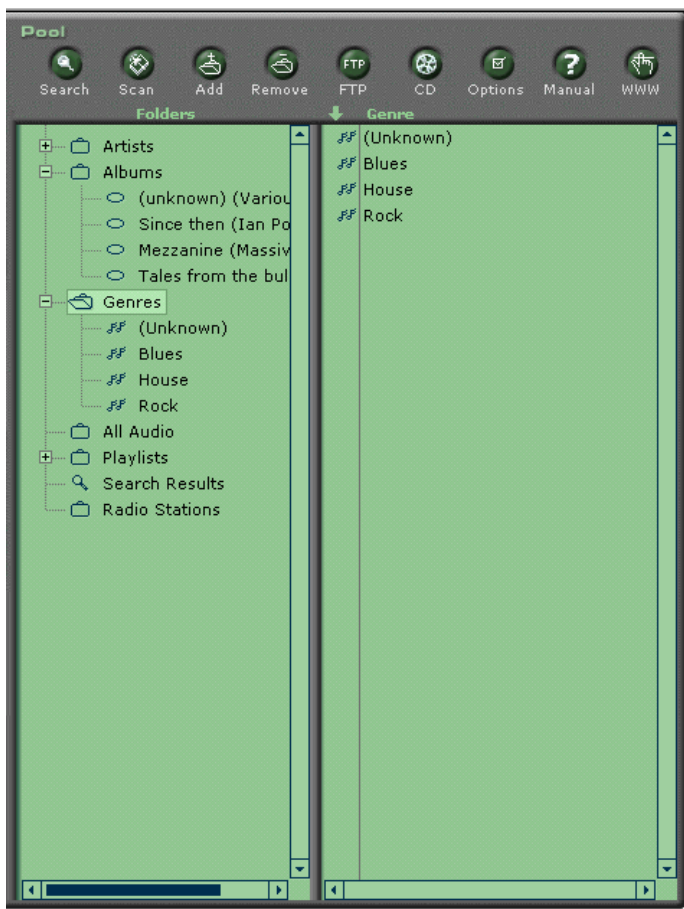 Pool
Search Scan Add Remove FTP FTP CD Options Manual WWW
Folders Genre
Artists
Albums
(unknown) (Variou
Since then (Ian Po
Mezzanine (Massiv
Tales from the bul
Genres
(Unknown)
Blues
House
Rock
All Audio
Playlists
Search Results
Radio Stations
(Unknown)
Blues
House
Rock